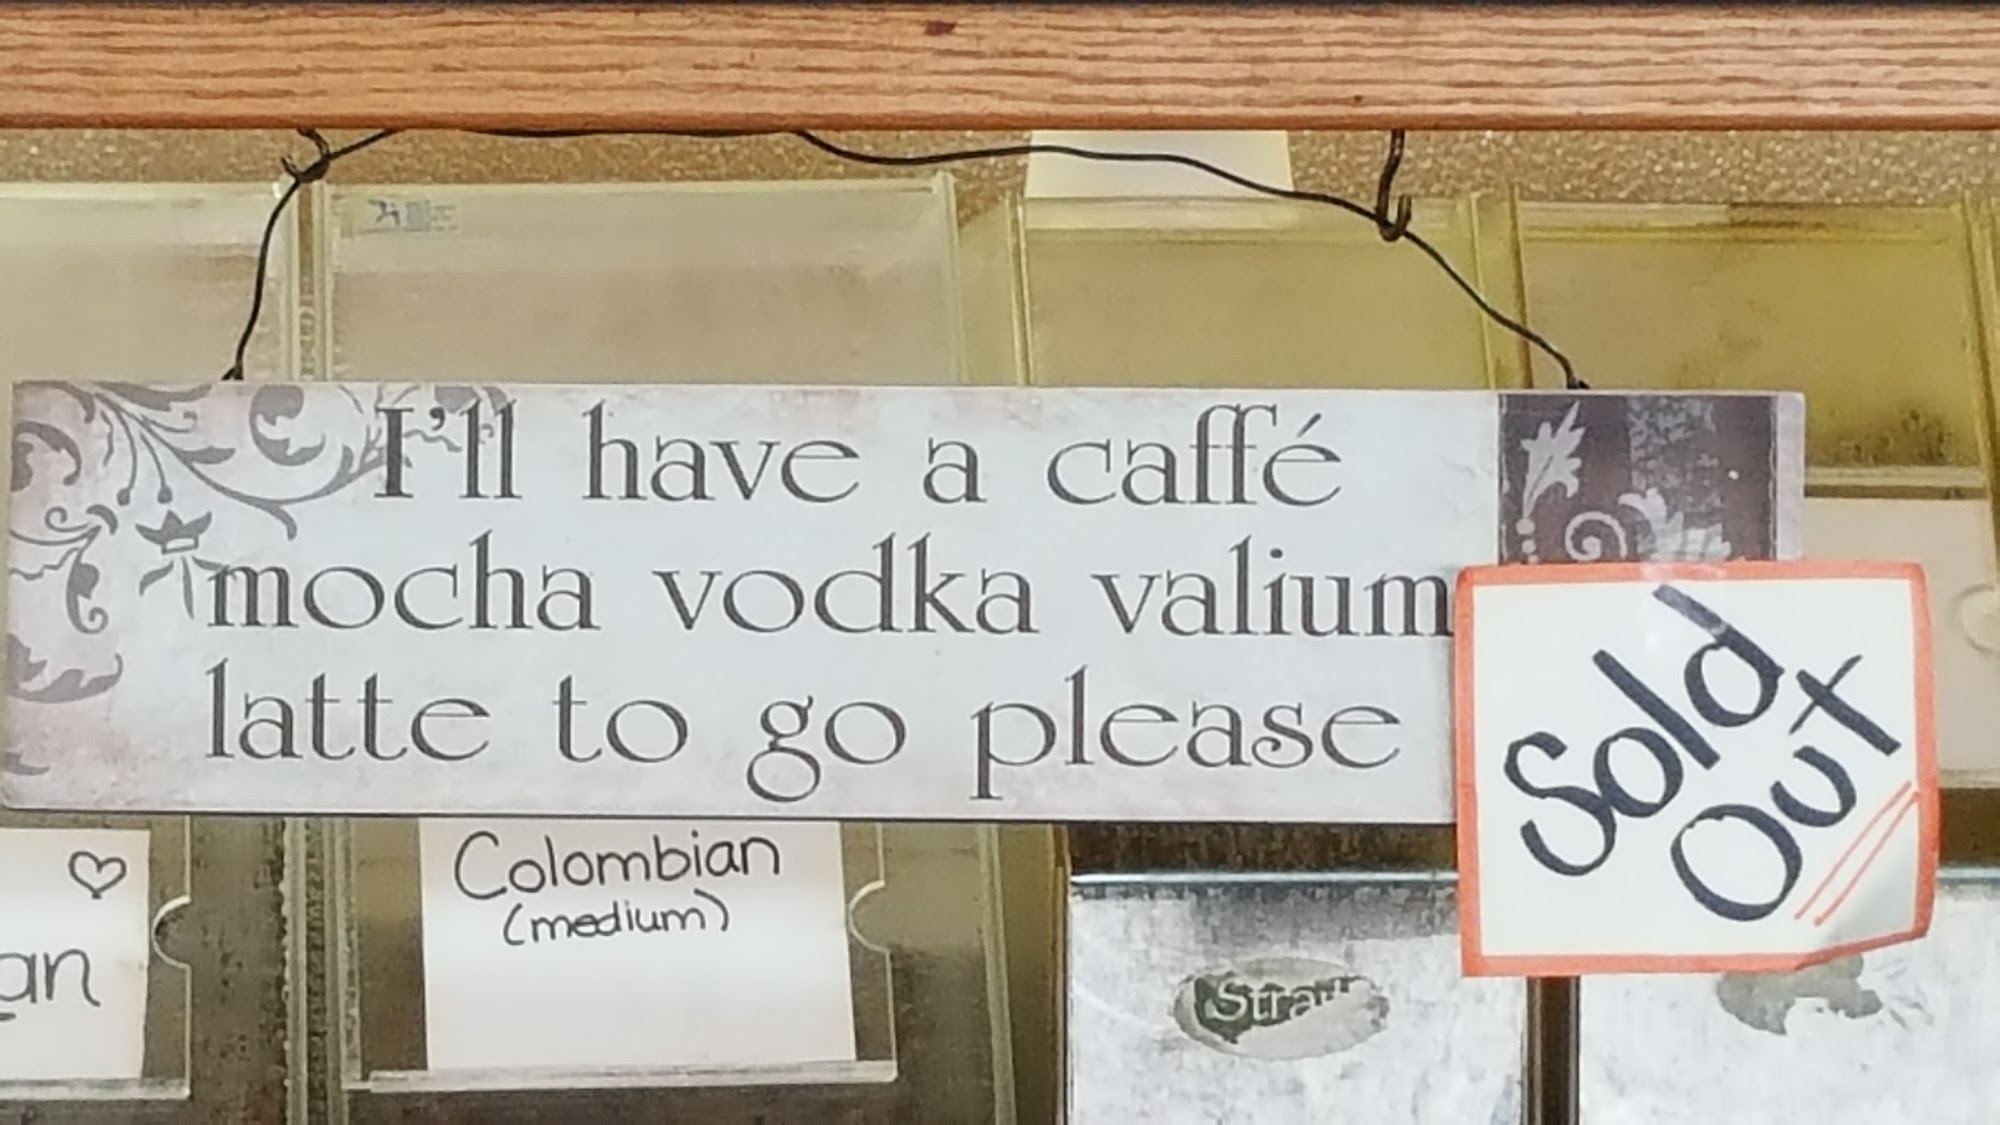 I'll have a caffé
mocha vodka valium
latte to go please
Sold
Out
Colombian
(medium)